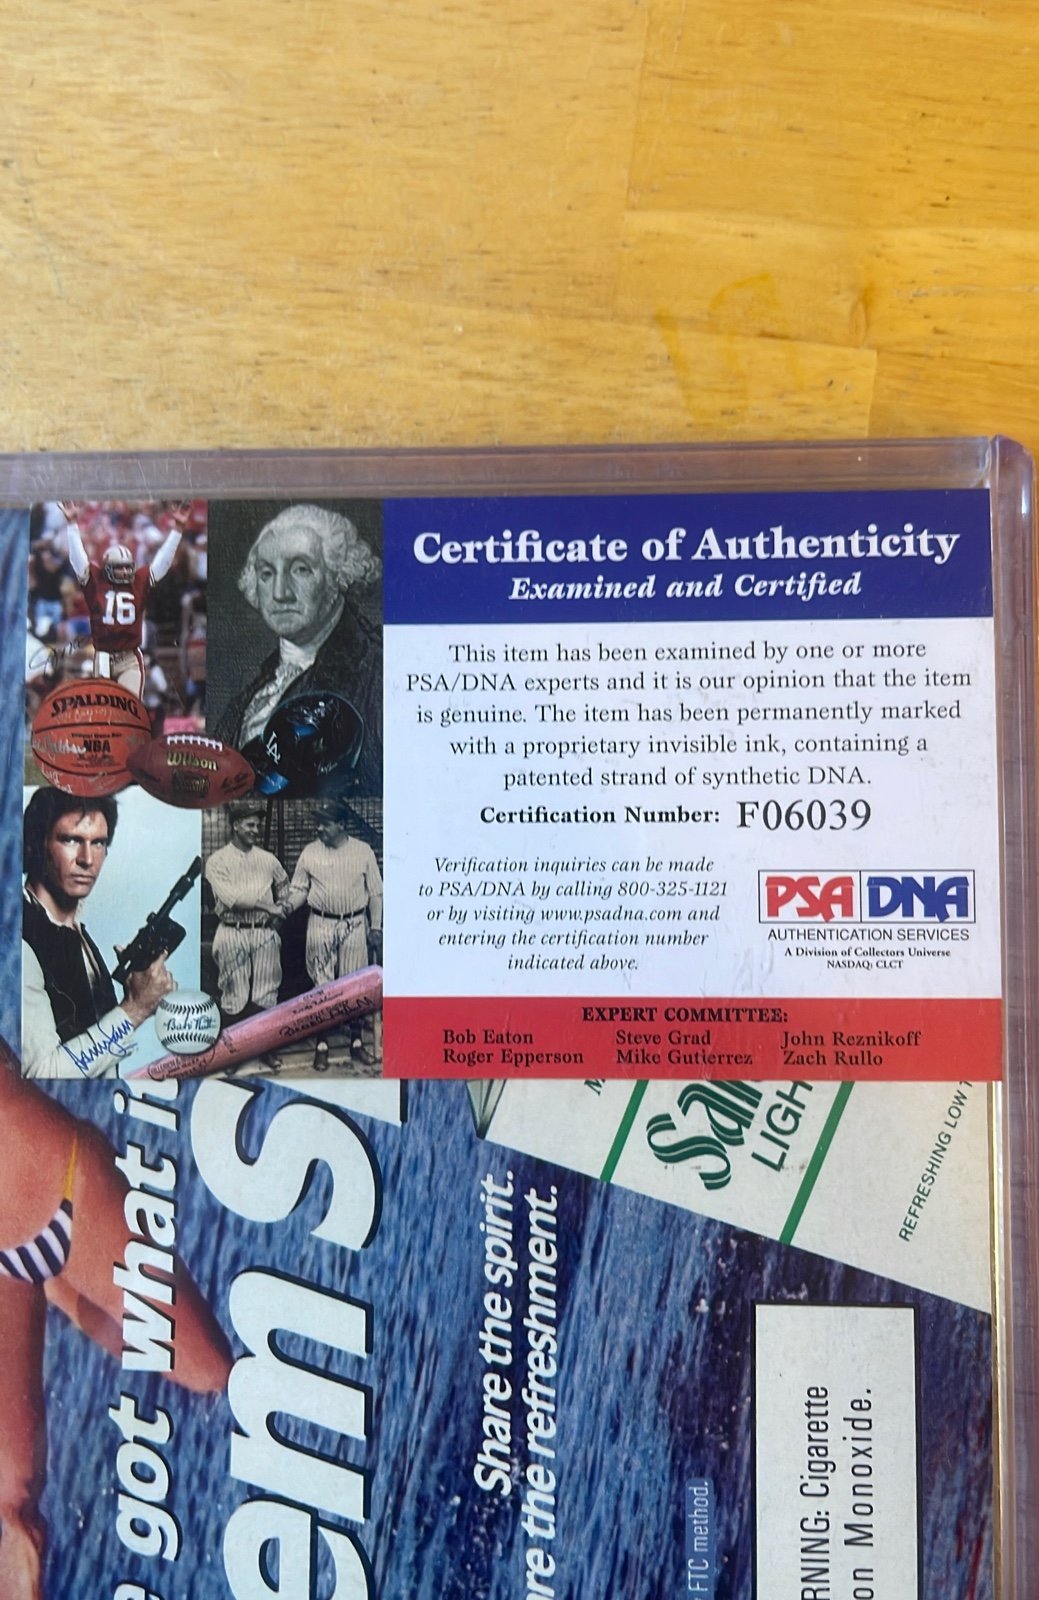 Certificate of Authenticity
Examined and Certified
This item has been examined by one or more
PSA/DNA experts and it is our opinion that the item
is genuine. The item has been permanently marked
with a proprietary invisible ink, containing a
patented strand of synthetic DNA.
Certification Number: F06039
Verification inquiries can be made
to PSA/DNA by calling 800-325-1121
or by visiting www.psadna.com and
entering the certification number
indicated above.
PSA DNA
AUTHENTICATION SERVICES
A Division of Collectors Universe
NASDAQ: CLCT
EXPERT COMMITTEE:
Bob Eaton Steve Grad John Reznikoff
Roger Epperson Mike Gutierrez Zach Rullo
16
SPALDING
NBA
Wilson
LA
got what it
em S
Share the spirit.
the refreshment.
LIGH
REFRESHING LOW
FTC method.
RNING: Cigarette
on Monoxide.